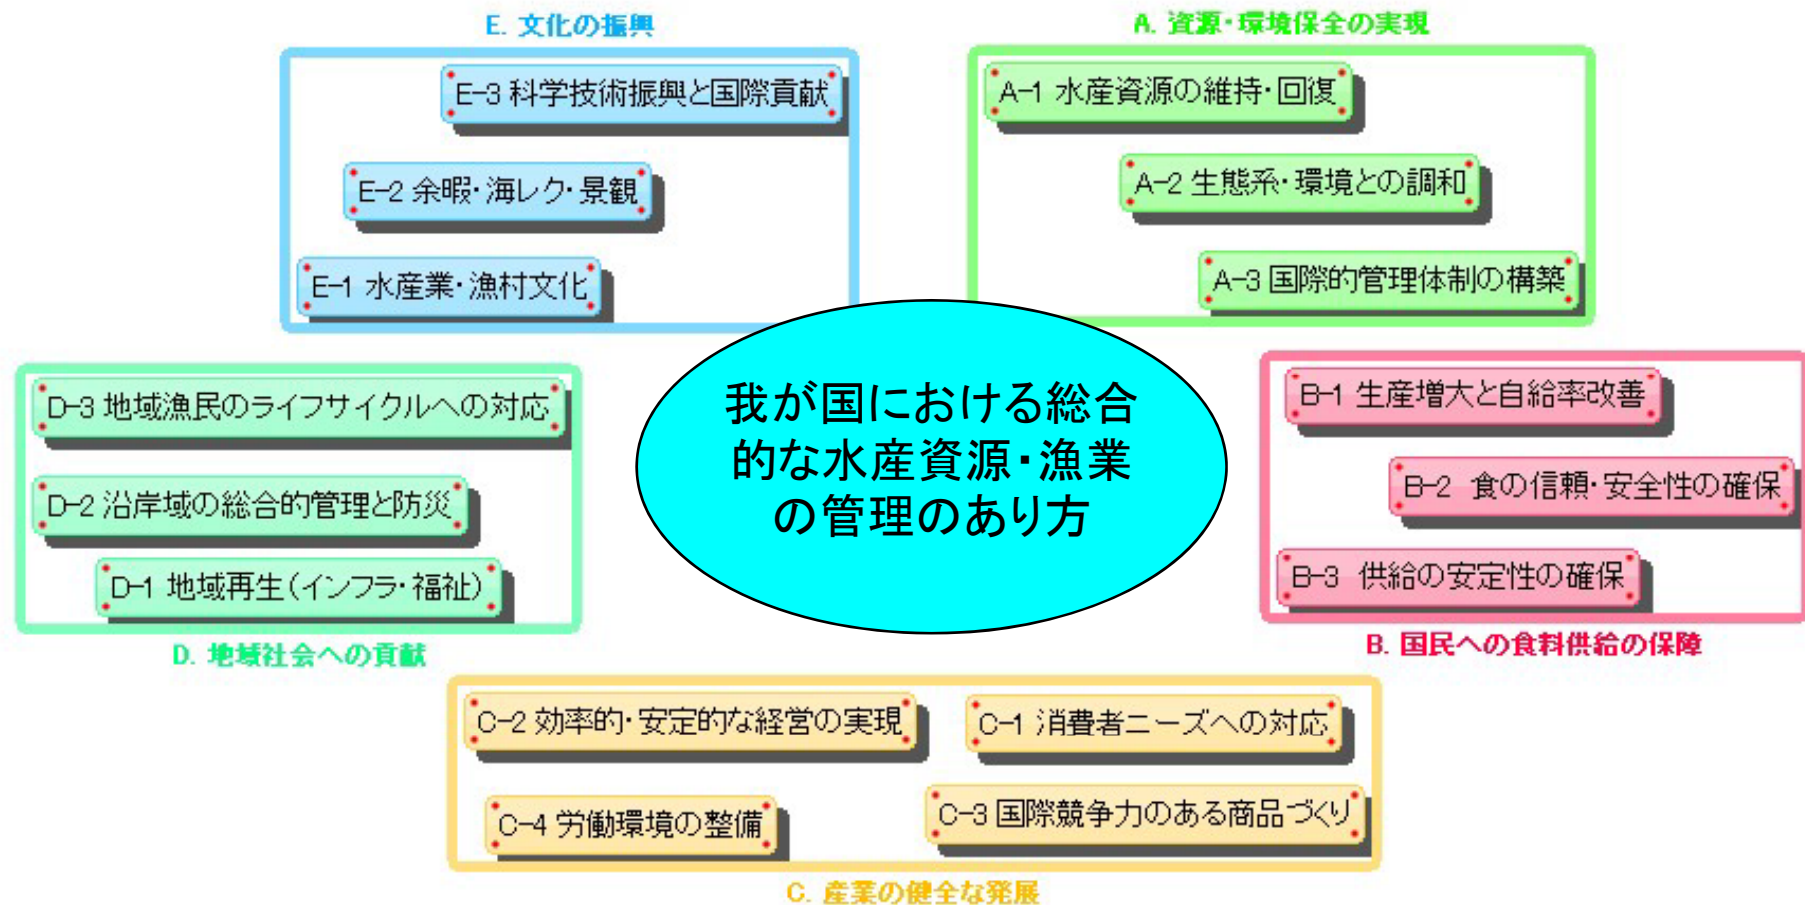 E. 文化の振興
E-3 科学技術振興と国際貢献
E-2 余暇・海レク・景観
E-1 水産業・漁村文化
A. 資源・環境保全の実現
A-1 水産資源の維持・回復
A-2 生態系・環境との調和
A-3 国際的管理体制の構築
D-3 地域漁民のライフサイクルへの対応
D-2 沿岸域の総合的管理と防災
D-1 地域再生(インフラ・福祉)
D. 地域社会への貢献
我が国における総合
的な水産資源・漁業
の管理のあり方
B-1 生産増大と自給率改善
B-2 食の信頼・安全性の確保
B-3 供給の安定性の確保
B. 国民への食料供給の保障
C-2 効率的・安定的な経営の実現
C-1 消費者ニーズへの対応
C-4 労働環境の整備
C-3 国際競争力のある商品づくり
C. 産業の健全な発展